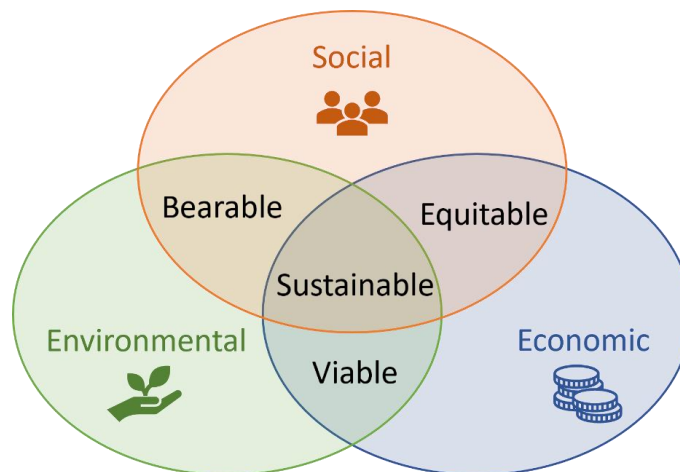 Social
Bearable
Equitable
Sustainable
Environmental
Economic
Viable